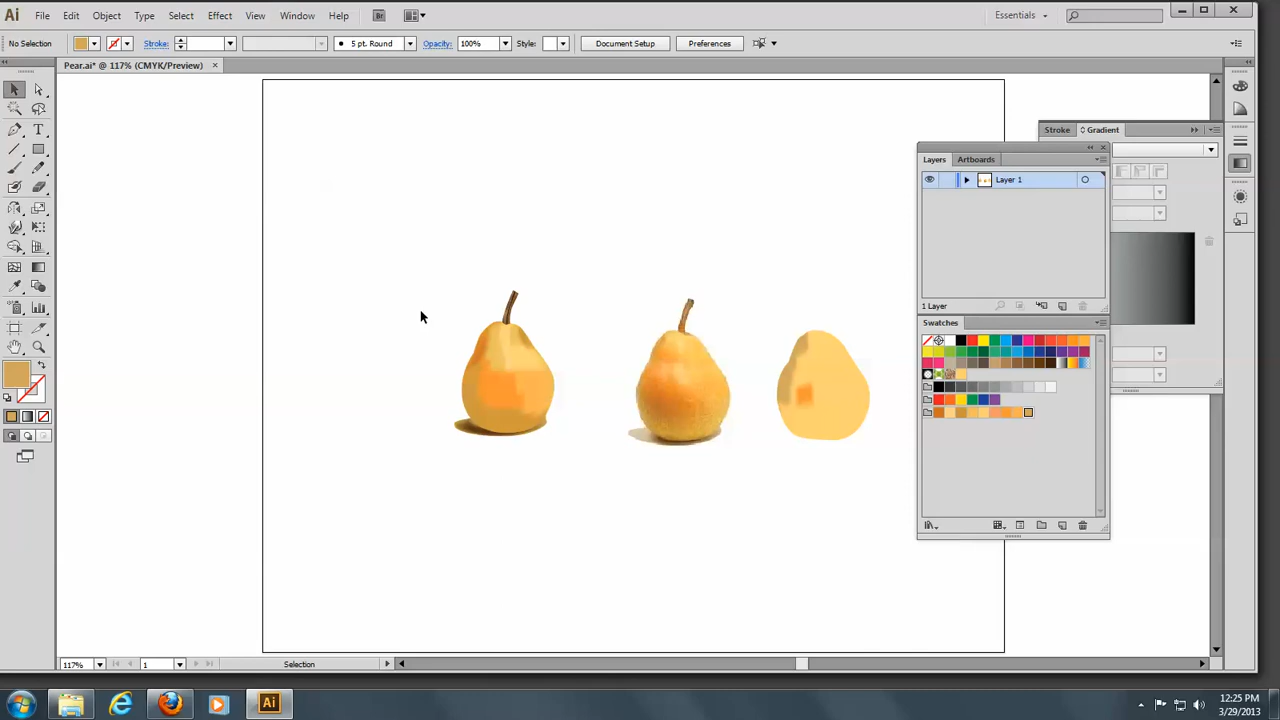 Ai File Edit Object Type Select Effect View Window Help Br Essentials
No Selection Stroke: 5 pt. Round Opacity: 100% Style: Document Setup Preferences
Pear.ai* @ 117% (CMYK/Preview)
Stroke Gradient
Layers Artboards
Layer 1
1 Layer
Swatches
117% 1 Selection
Ai 12:25 PM
3/29/2013